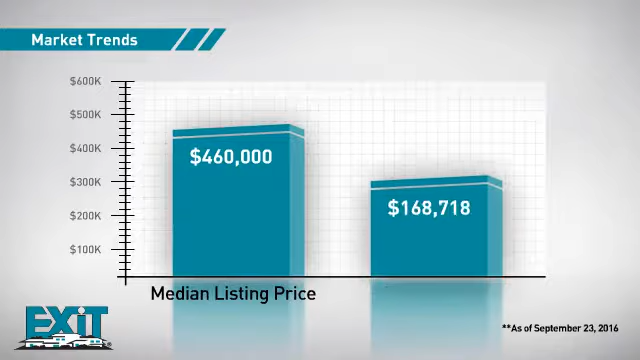 Market Trends
$600K
$500K
$400K
$300K
$200K
$100K
$460,000
$168,718
Median Listing Price
EXiT
**As of September 23, 2016